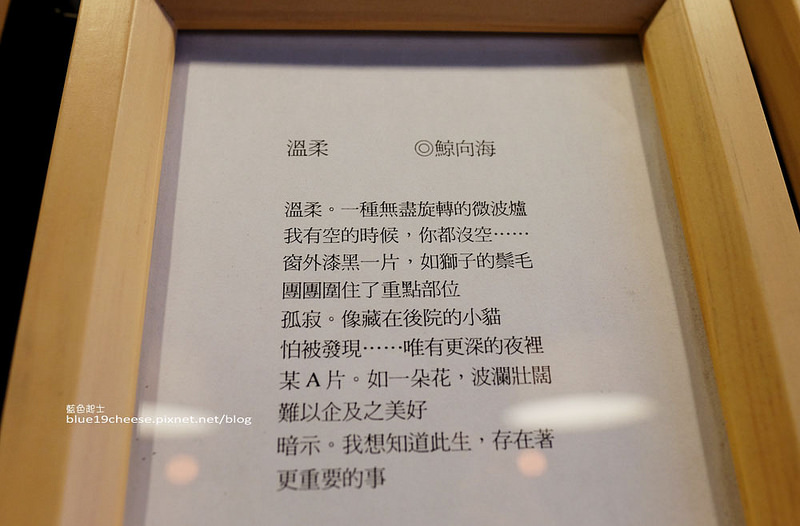 溫柔 ◎鯨向海
溫柔。一種無盡旋轉的微波爐
我有空的時候，你都沒空⋯⋯
窗外漆黑一片，如獅子的鬃毛
團團圍住了重點部位
孤寂。像藏在後院的小貓
怕被發現⋯⋯唯有更深的夜裡
某A片。如一朵花，波瀾壯闊
難以企及之美好
暗示。我想知道此生，存在著
更重要的事
藍色起士
blue19cheese.pixnet.net/blog